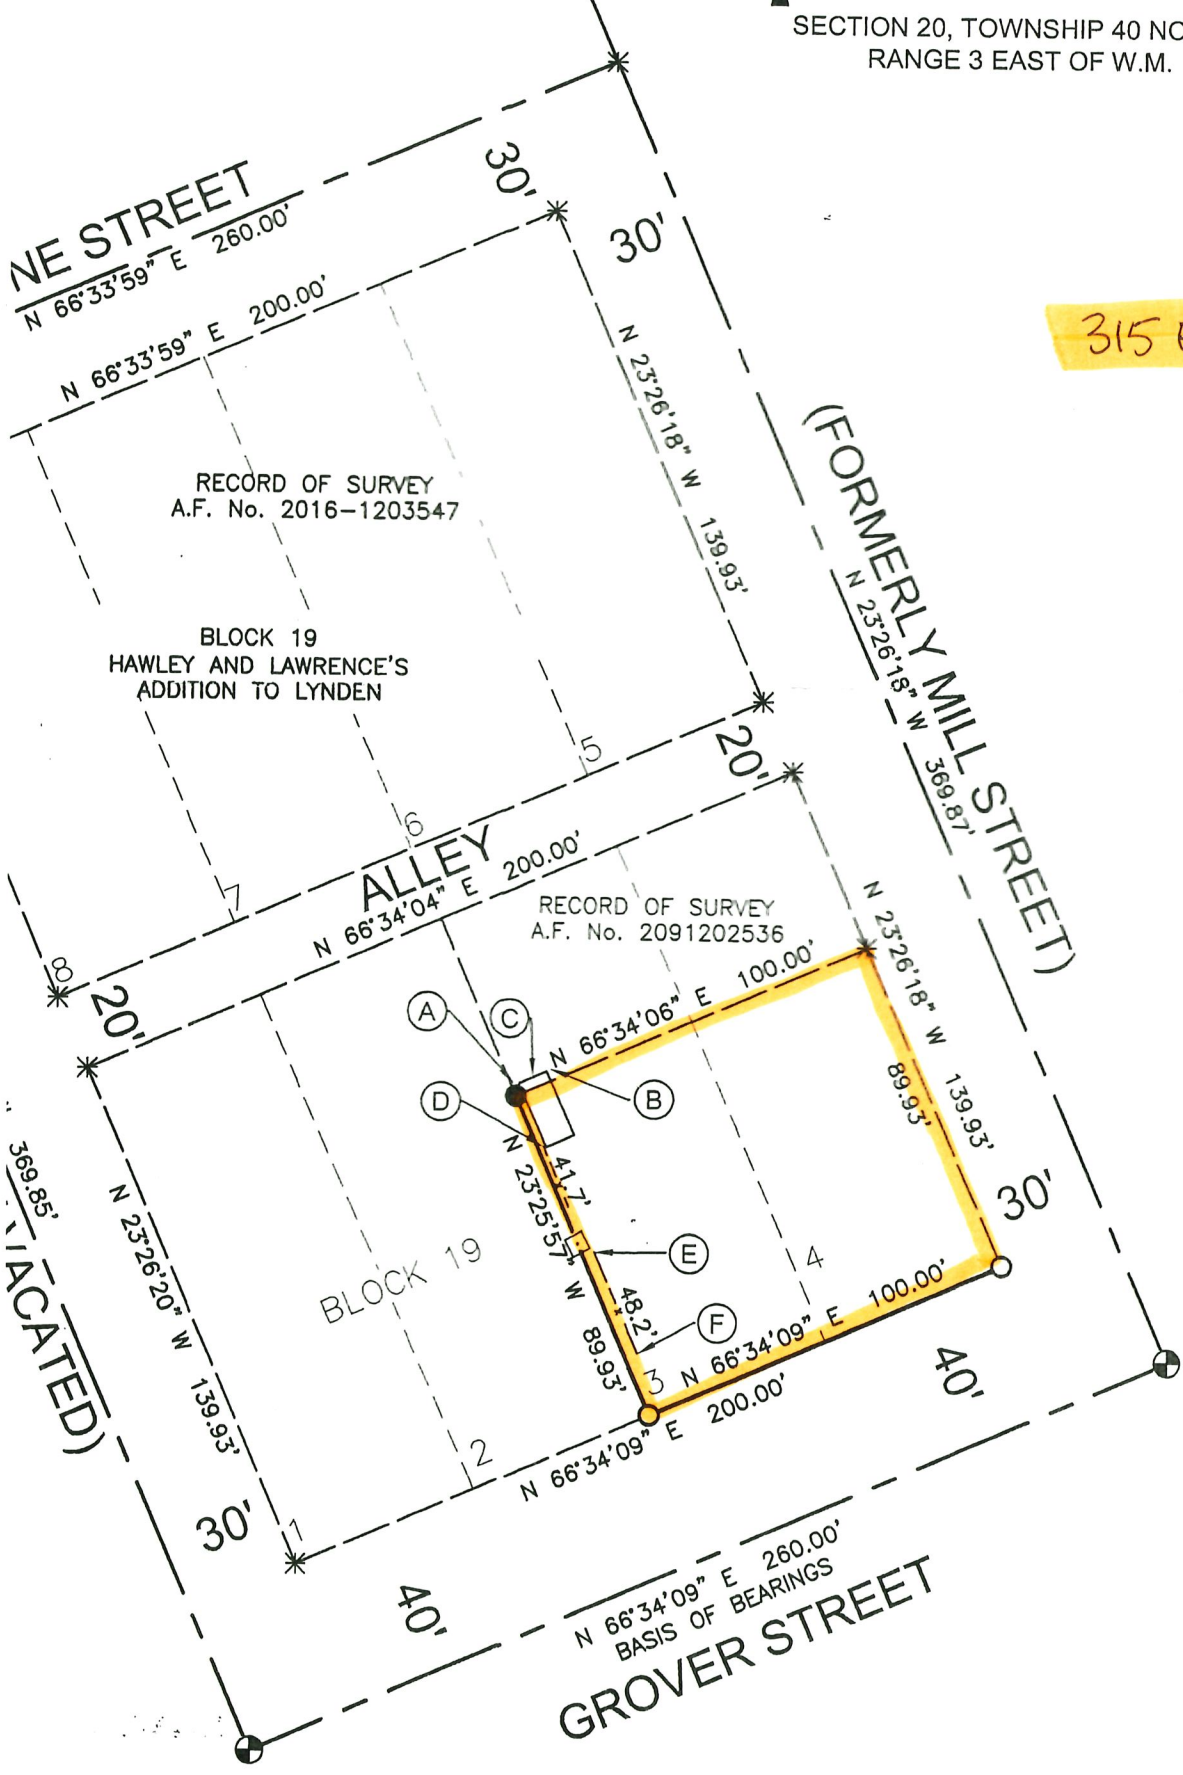 SECTION 20, TOWNSHIP 40 NO
RANGE 3 EAST OF W.M.
30'
NE STREET
N 66°33'59" E 260.00'
30'
N 66°33'59" E 200.00'
315
N 23°26'18" W 139.93'
(FORMERLY MILL STREET)
N 23°26'18" W 369.87'
RECORD OF SURVEY
A.F. No. 2016-1203547
BLOCK 19
HAWLEY AND LAWRENCE'S
ADDITION TO LYNDEN
5
6
7
8
20'
ALLEY
N 66°34'04" E 200.00'
RECORD OF SURVEY
A.F. No. 2091202536
N 23°26'18" W 139.93'
20'
A
C
N 66°34'06" E 100.00'
D
B
89.93'
369.85'
VACATED)
N 23°26'20" W 139.93'
N 23°25'57" W 89.93'
41.7'
30'
BLOCK 19
E
4
48.2'
F
N 66°34'09" E 100.00'
3
40'
N 66°34'09" E 200.00'
2
1
30'
40'
N 66°34'09" E 260.00'
BASIS OF BEARINGS
GROVER STREET